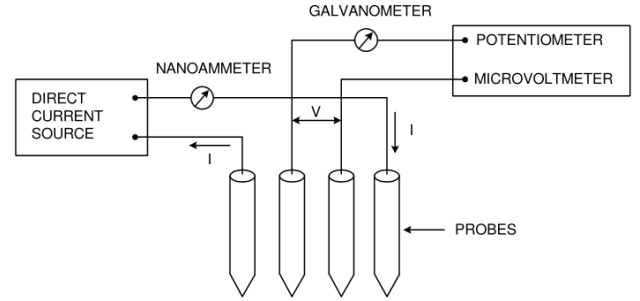 GALVANOMETER
POTENTIOMETER
MICROVOLTMETER
NANOAMMETER
DIRECT
CURRENT
SOURCE
V
I
I
PROBES